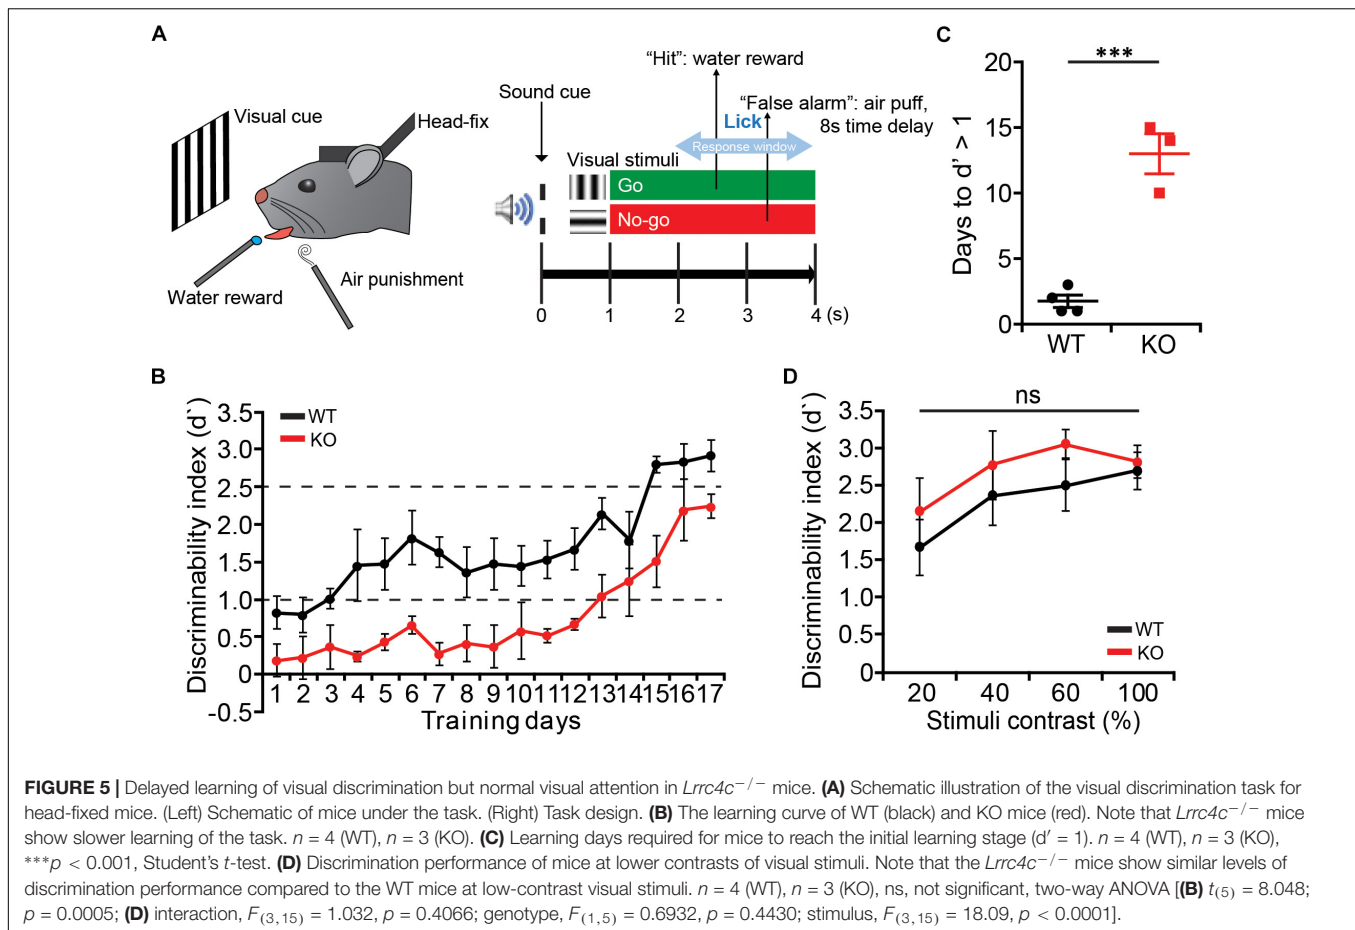 A
Visual cue
Head-fix
Water reward
Air punishment
"Hit": water reward
Sound cue
"False alarm": air puff,
8s time delay
Lick
Response window
Visual stimuli
Go
No-go
0 1 2 3 4 (s)
C
***
Days to d' > 1
20
15
10
5
0
WT KO
B
Discriminability index (d`)
3.5
3.0
2.5
2.0
1.5
1.0
0.5
0
-0.5
WT
KO
1 2 3 4 5 6 7 8 9 10 11 12 13 14 15 16 17
Training days
D
Discriminability index (d`)
3.5
3.0
2.5
2.0
1.5
1.0
0.5
0
ns
WT
KO
20 40 60 100
Stimuli contrast (%)
FIGURE 5 | Delayed learning of visual discrimination but normal visual attention in Lrrc4c−/− mice. (A) Schematic illustration of the visual discrimination task for
head-fixed mice. (Left) Schematic of mice under the task. (Right) Task design. (B) The learning curve of WT (black) and KO mice (red). Note that Lrrc4c−/− mice
show slower learning of the task. n = 4 (WT), n = 3 (KO). (C) Learning days required for mice to reach the initial learning stage (d′ = 1). n = 4 (WT), n = 3 (KO),
***p < 0.001, Student's t-test. (D) Discrimination performance of mice at lower contrasts of visual stimuli. Note that the Lrrc4c−/− mice show similar levels of
discrimination performance compared to the WT mice at low-contrast visual stimuli. n = 4 (WT), n = 3 (KO), ns, not significant, two-way ANOVA [(B) t(5) = 8.048;
p = 0.0005; (D) interaction, F(3,15) = 1.032, p = 0.4066; genotype, F(1,5) = 0.6932, p = 0.4430; stimulus, F(3,15) = 18.09, p < 0.0001].